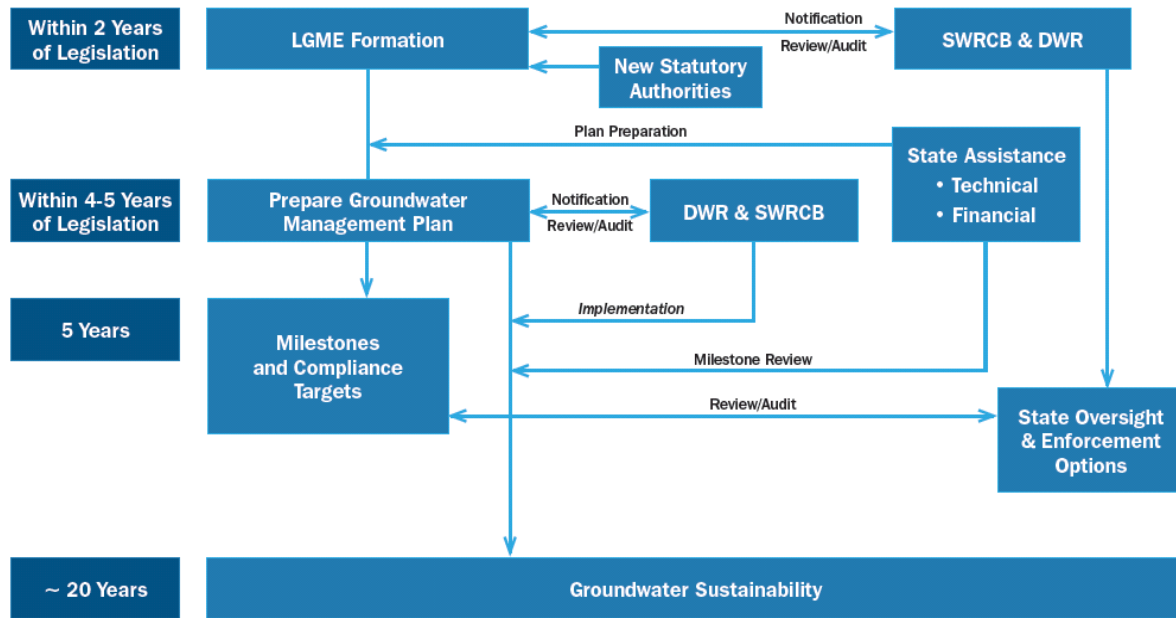 Within 2 Years
of Legislation
LGME Formation
Notification
Review/Audit
SWRCB & DWR
New Statutory
Authorities
Plan Preparation
State Assistance
• Technical
• Financial
Within 4-5 Years
of Legislation
Prepare Groundwater
Management Plan
Notification
Review/Audit
DWR & SWRCB
5 Years
Milestones
and Compliance
Targets
Implementation
Milestone Review
Review/Audit
State Oversight
& Enforcement
Options
~ 20 Years
Groundwater Sustainability